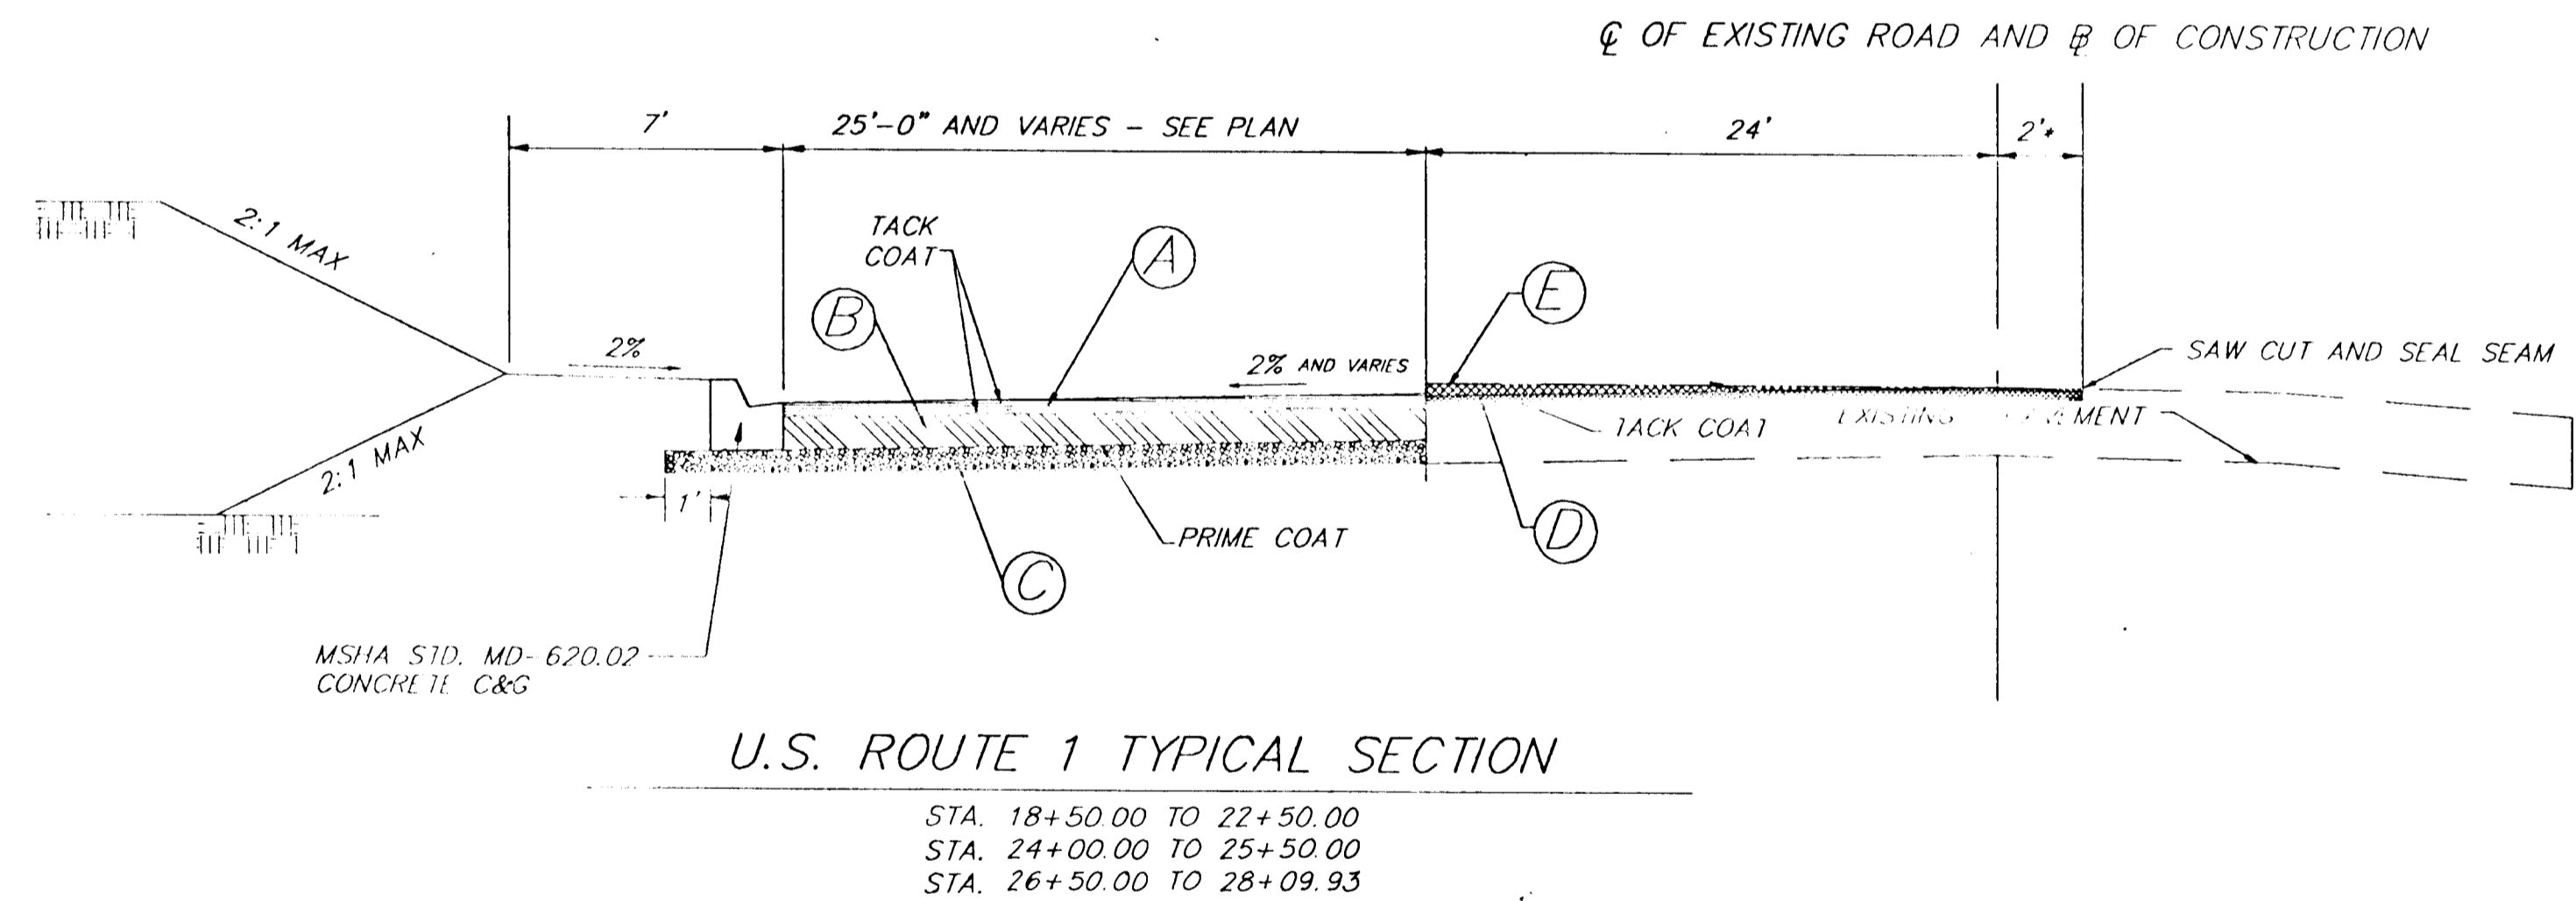 ℄ OF EXISTING ROAD AND ⅊ OF CONSTRUCTION
7'
25'-0" AND VARIES - SEE PLAN
24'
2'*
2:1 MAX
TACK
COAT
A
B
E
2%
2% AND VARIES
SAW CUT AND SEAL SEAM
TACK COAT
EXISTING PAVEMENT
2:1 MAX
1'
PRIME COAT
D
C
MSHA STD. MD-620.02
CONCRETE C&G
U.S. ROUTE 1 TYPICAL SECTION
STA. 18+50.00 TO 22+50.00
STA. 24+00.00 TO 25+50.00
STA. 26+50.00 TO 28+09.93